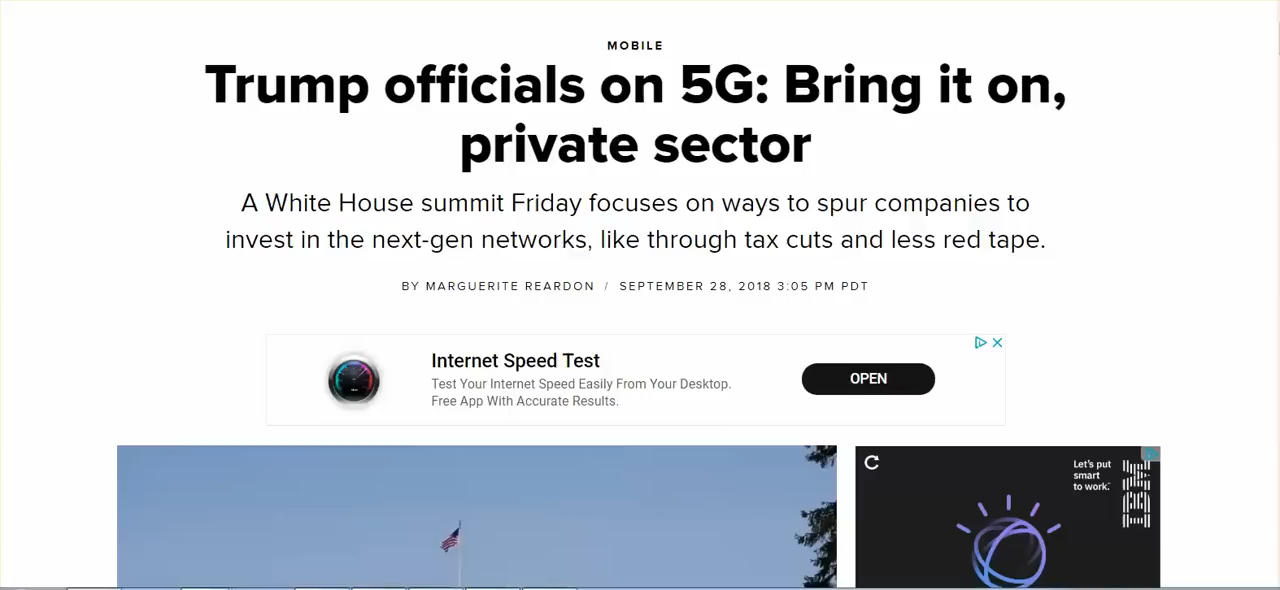 MOBILE
Trump officials on 5G: Bring it on,
private sector
A White House summit Friday focuses on ways to spur companies to
invest in the next-gen networks, like through tax cuts and less red tape.
BY MARGUERITE REARDON / SEPTEMBER 28, 2018 3:05 PM PDT
Internet Speed Test
Test Your Internet Speed Easily From Your Desktop.
Free App With Accurate Results.
OPEN
Let's put
smart
to work.
IBM